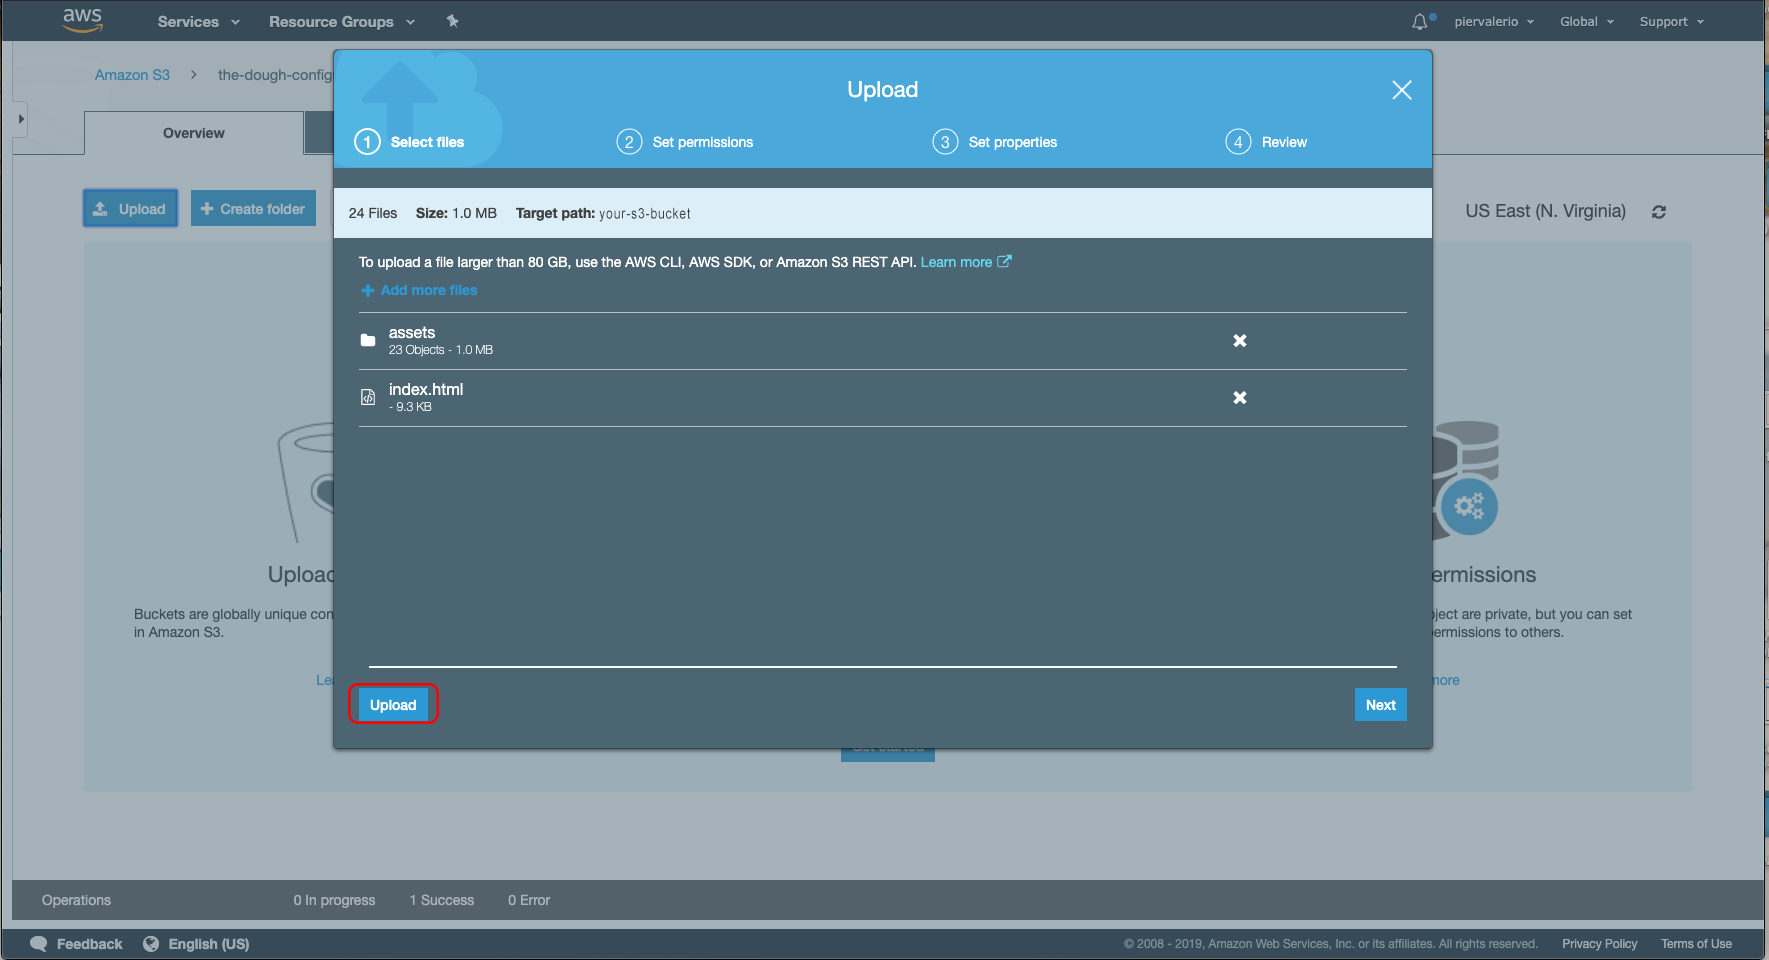 aws Services Resource Groups piervalerio Global Support
Amazon S3 > the-dough-config
Overview
Upload
Create folder
US East (N. Virginia)
Upload
1 Select files
2 Set permissions
3 Set properties
4 Review
24 Files Size: 1.0 MB Target path: your-s3-bucket
To upload a file larger than 80 GB, use the AWS CLI, AWS SDK, or Amazon S3 REST API. Learn more
Add more files
assets
23 Objects - 1.0 MB
index.html
- 9.3 KB
Upload
Next
Buckets are globally unique con
in Amazon S3.
Lea
ermissions
ject are private, but you can set
ermissions to others.
more
Get started
Operations 0 In progress 1 Success 0 Error
Feedback English (US) © 2008 - 2019, Amazon Web Services, Inc. or its affiliates. All rights reserved. Privacy Policy Terms of Use